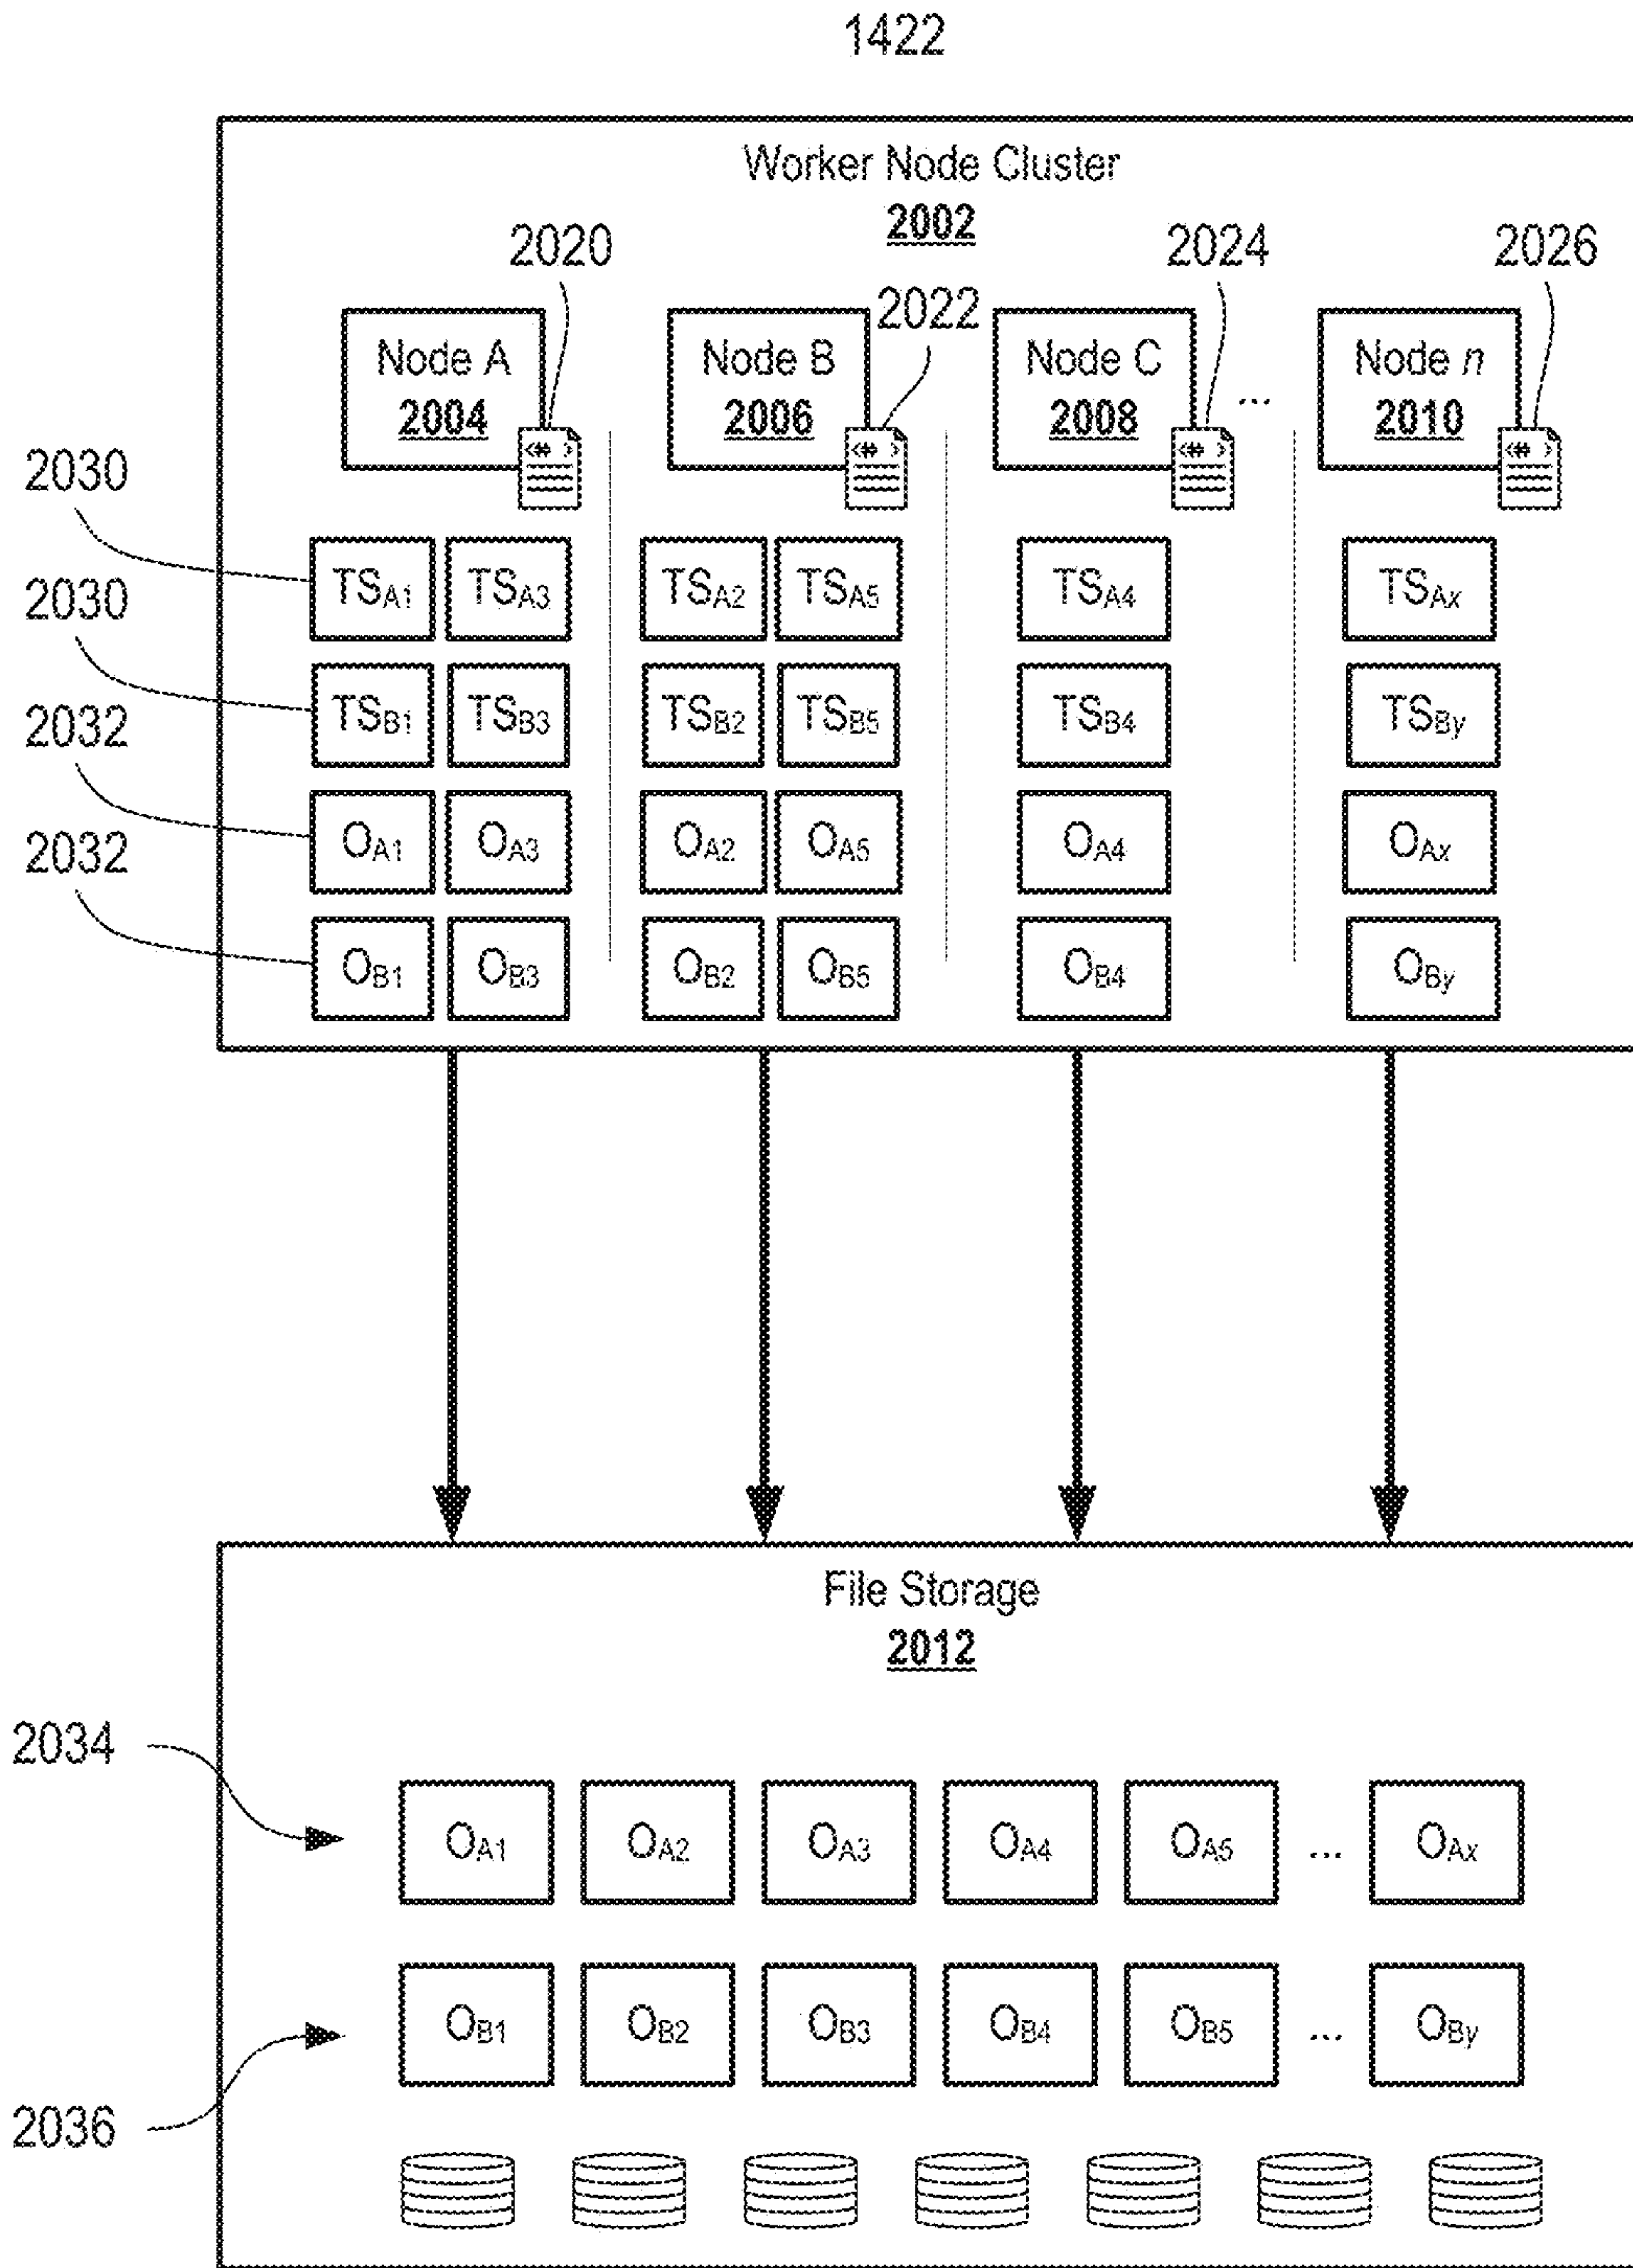 1422
Worker Node Cluster
2002
2020
2022
2024
2026
Node A
2004
Node B
2006
Node C
2008
...
Node n
2010
<# >
<# >
<# >
<# >
2030
TSA1 TSA3 TSA2 TSA5 TSA4 TSAx
2030
TSB1 TSB3 TSB2 TSB5 TSB4 TSBy
2032
OA1 OA3 OA2 OA5 OA4 OAx
2032
OB1 OB3 OB2 OB5 OB4 OBy
File Storage
2012
2034
OA1 OA2 OA3 OA4 OA5 ... OAx
OB1 OB2 OB3 OB4 OB5 ... OBy
2036